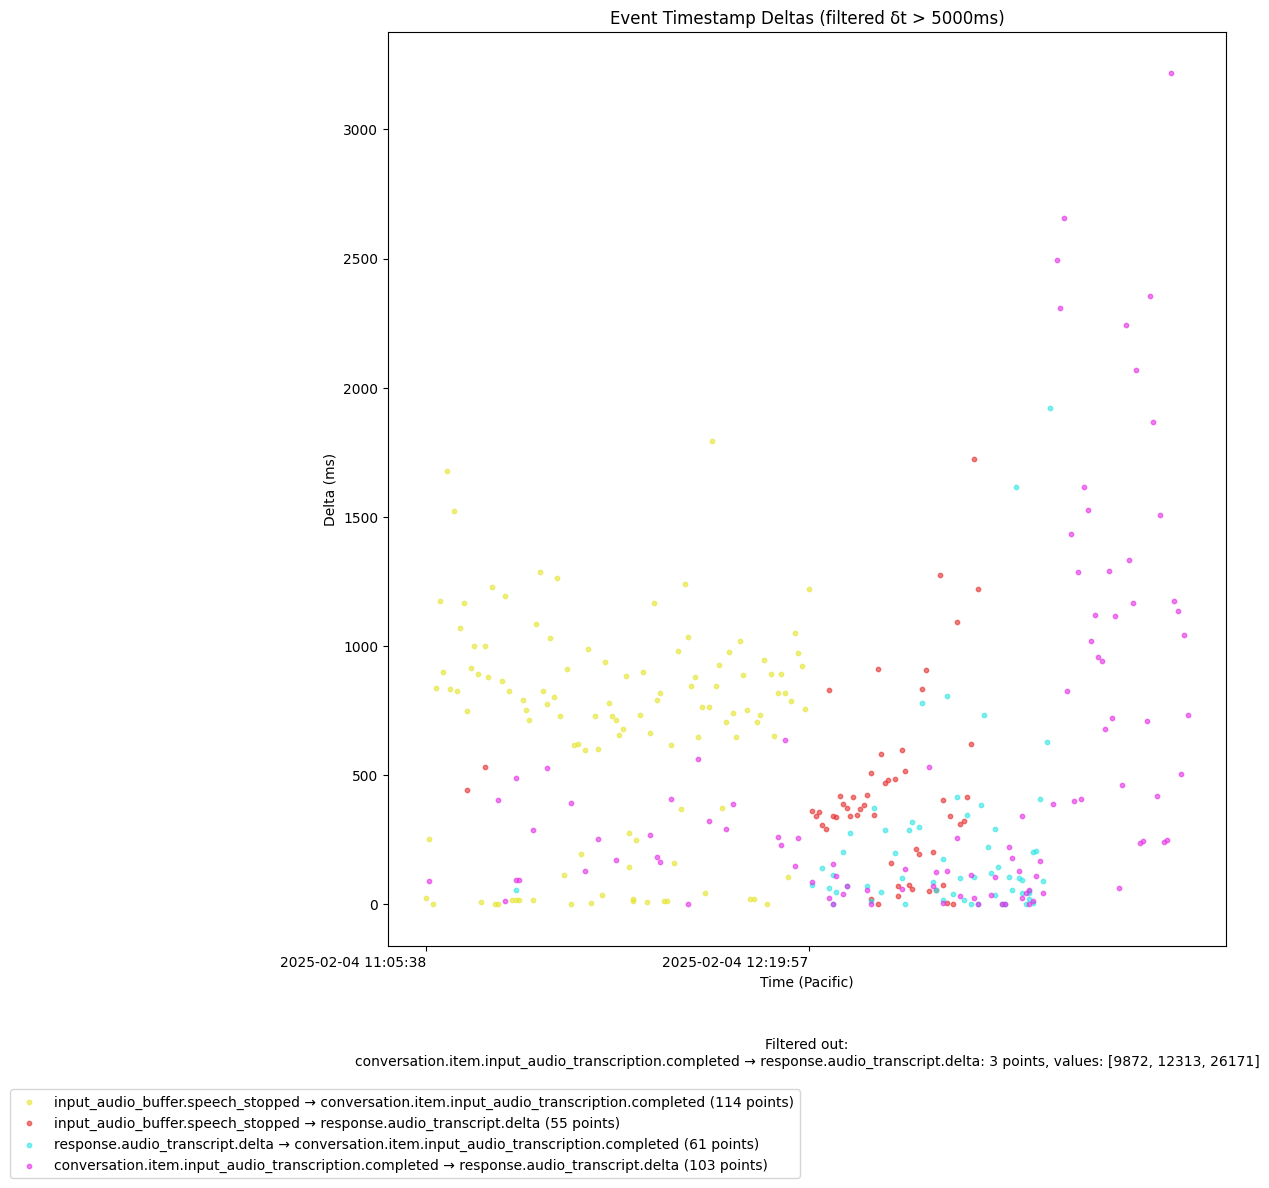 Event Timestamp Deltas (filtered δt > 5000ms)
3000
2500
2000
1500
1000
500
0
Delta (ms)
2025-02-04 11:05:38
2025-02-04 12:19:57
Time (Pacific)
Filtered out:
conversation.item.input_audio_transcription.completed → response.audio_transcript.delta: 3 points, values: [9872, 12313, 26171]
input_audio_buffer.speech_stopped → conversation.item.input_audio_transcription.completed (114 points)
input_audio_buffer.speech_stopped → response.audio_transcript.delta (55 points)
response.audio_transcript.delta → conversation.item.input_audio_transcription.completed (61 points)
conversation.item.input_audio_transcription.completed → response.audio_transcript.delta (103 points)